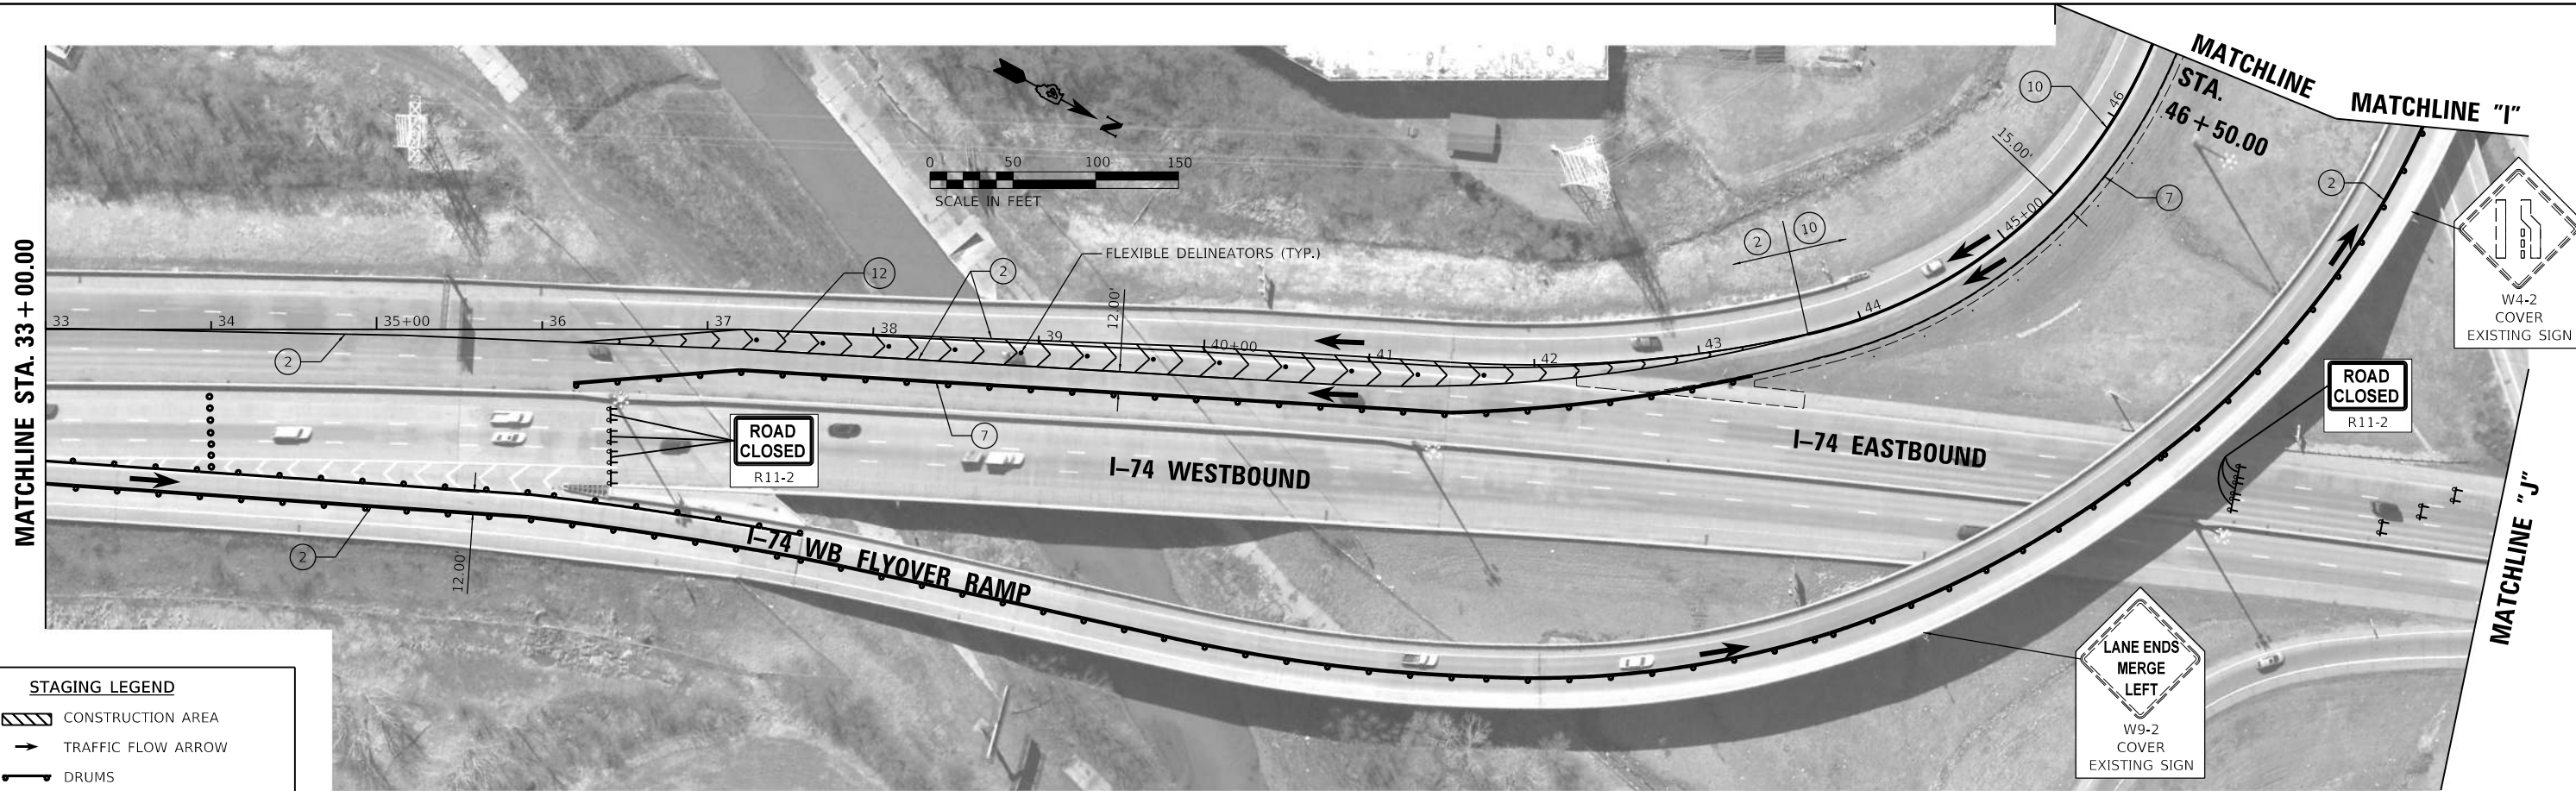 MATCHLINE STA. 33+00.00
MATCHLINE
STA.
46+50.00
MATCHLINE "I"
MATCHLINE "J"
N
0 50 100 150
SCALE IN FEET
FLEXIBLE DELINEATORS (TYP.)
12
2
12.00'
2
10
10
15.00'
7
2
33
34
35+00
36
37
38
39
40+00
41
42
43
44
45+00
46
2
7
2
12.00'
ROAD
CLOSED
R11-2
I-74 WESTBOUND
I-74 EASTBOUND
I-74 WB FLYOVER RAMP
W4-2
COVER
EXISTING SIGN
ROAD
CLOSED
R11-2
LANE ENDS
MERGE
LEFT
W9-2
COVER
EXISTING SIGN
STAGING LEGEND
CONSTRUCTION AREA
TRAFFIC FLOW ARROW
DRUMS